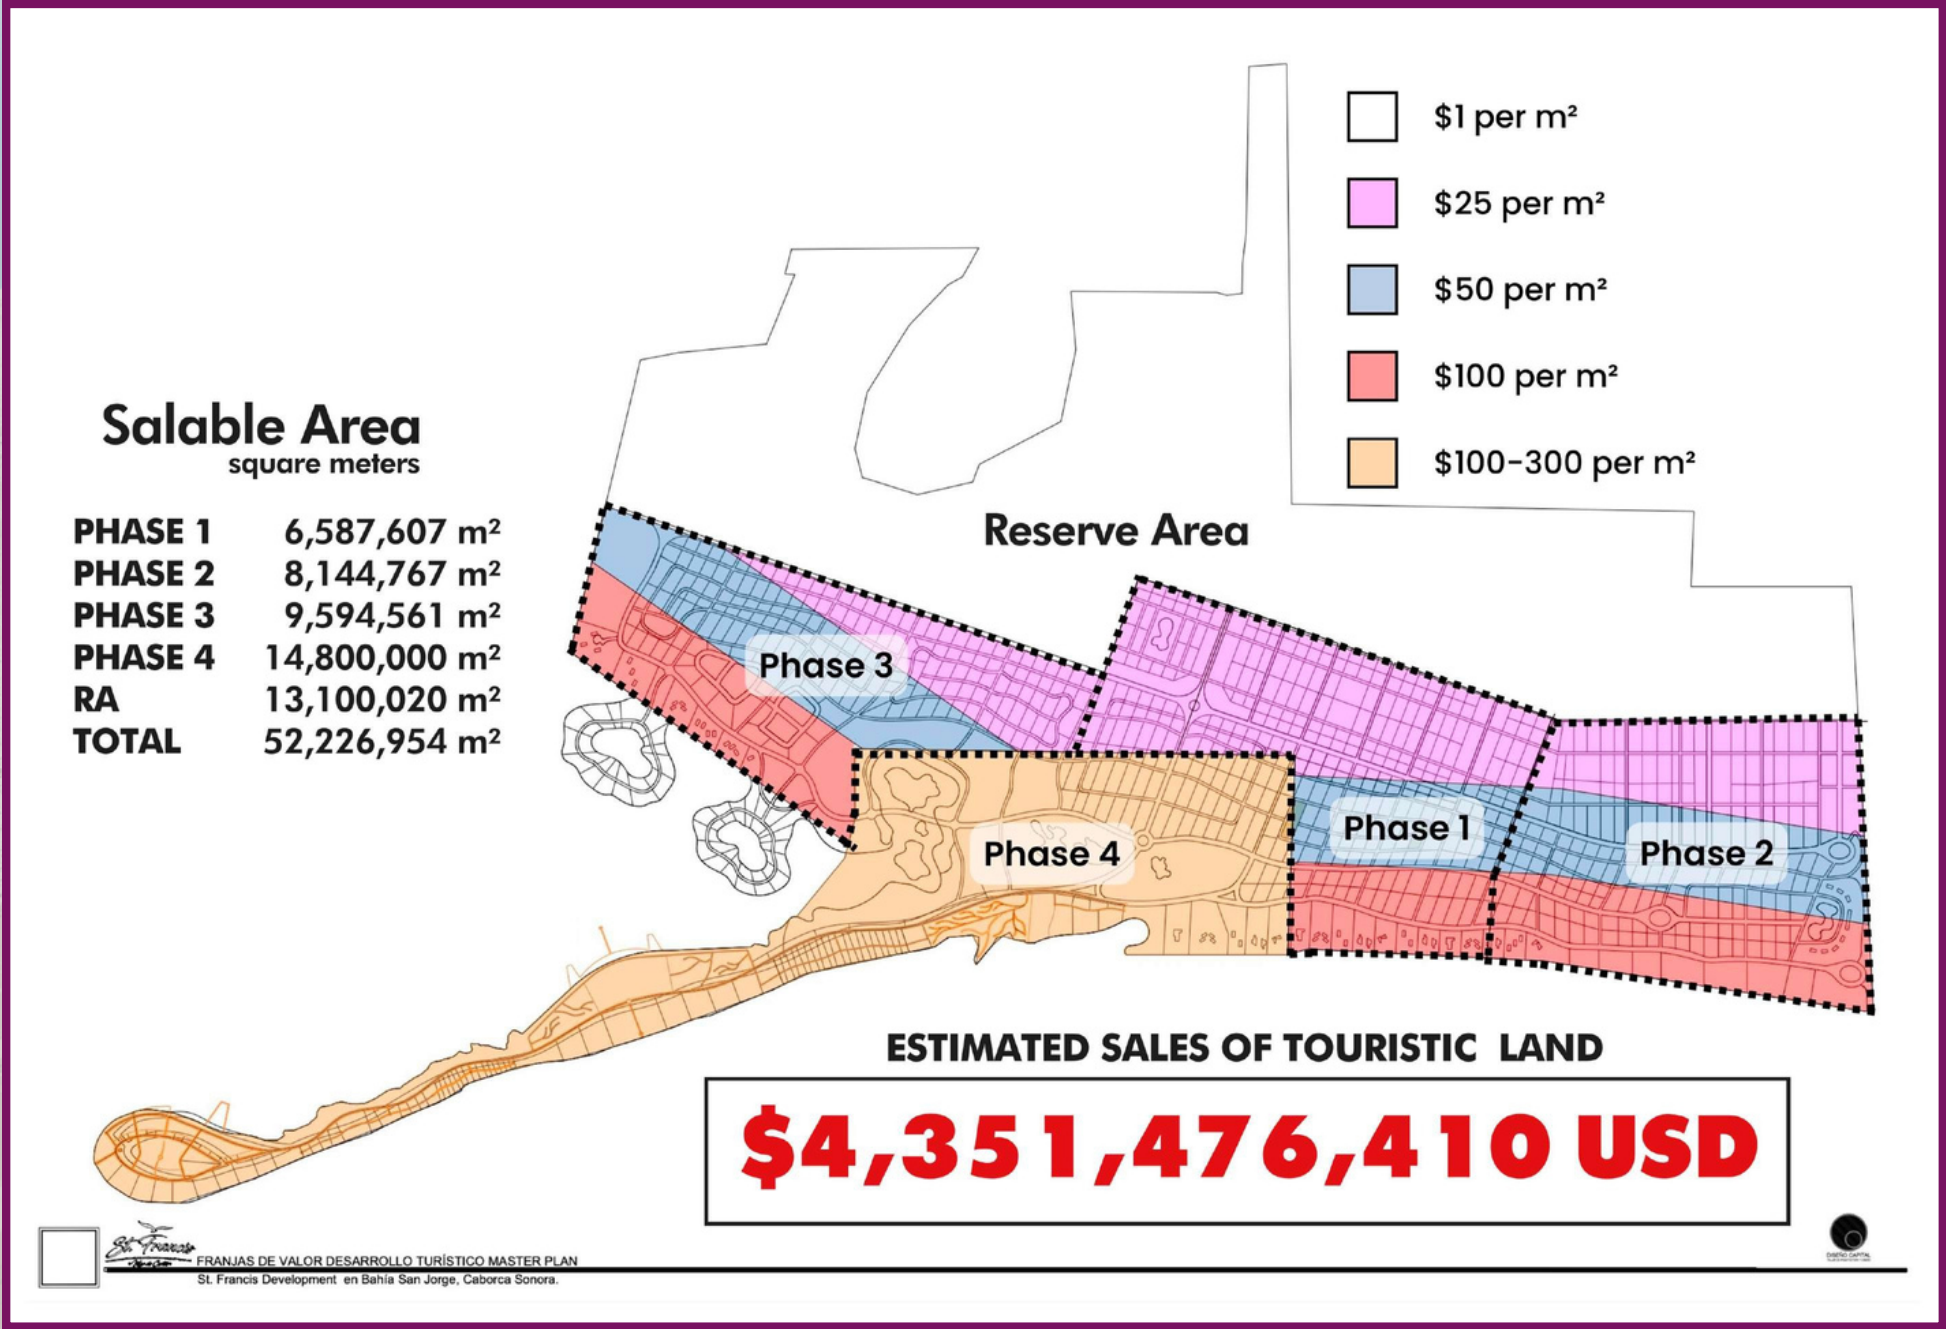 $1 per m²
$25 per m²
$50 per m²
$100 per m²
$100-300 per m²
Salable Area
square meters
PHASE 1 6,587,607 m²
PHASE 2 8,144,767 m²
PHASE 3 9,594,561 m²
PHASE 4 14,800,000 m²
RA 13,100,020 m²
TOTAL 52,226,954 m²
Reserve Area
Phase 3
Phase 4
Phase 1
Phase 2
ESTIMATED SALES OF TOURISTIC LAND
$4,351,476,410 USD
St. Francis
FRANJAS DE VALOR DESARROLLO TURÍSTICO MASTER PLAN
St. Francis Development en Bahía San Jorge, Caborca Sonora.
DISEÑO CAPITAL